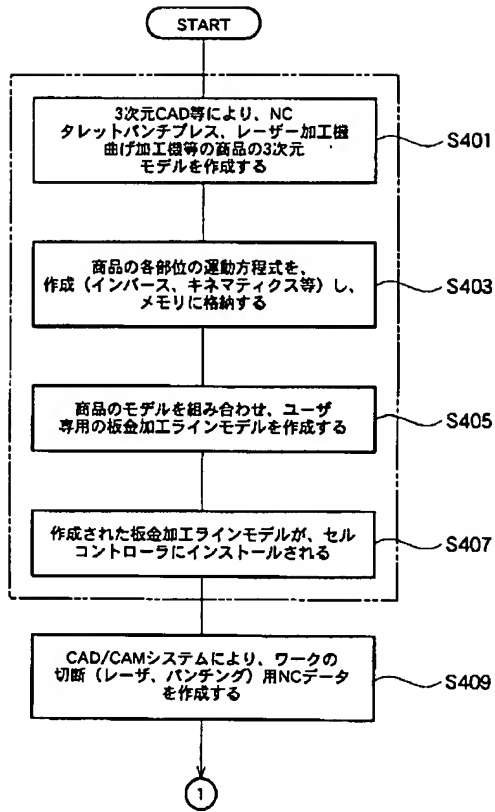 START
3次元CAD等により、NC
タレットパンチプレス、レーザー加工機
曲げ加工機等の商品の3次元
モデルを作成する
S401
商品の各部位の運動方程式を、
作成（インバース、キネマティクス等）し、
メモリに格納する
S403
商品のモデルを組み合わせ、ユーザ
専用の板金加工ラインモデルを作成する
S405
作成された板金加工ラインモデルが、セル
コントローラにインストールされる
S407
CAD/CAMシステムにより、ワークの
切断（レーザ、パンチング）用NCデータ
を作成する
S409
1